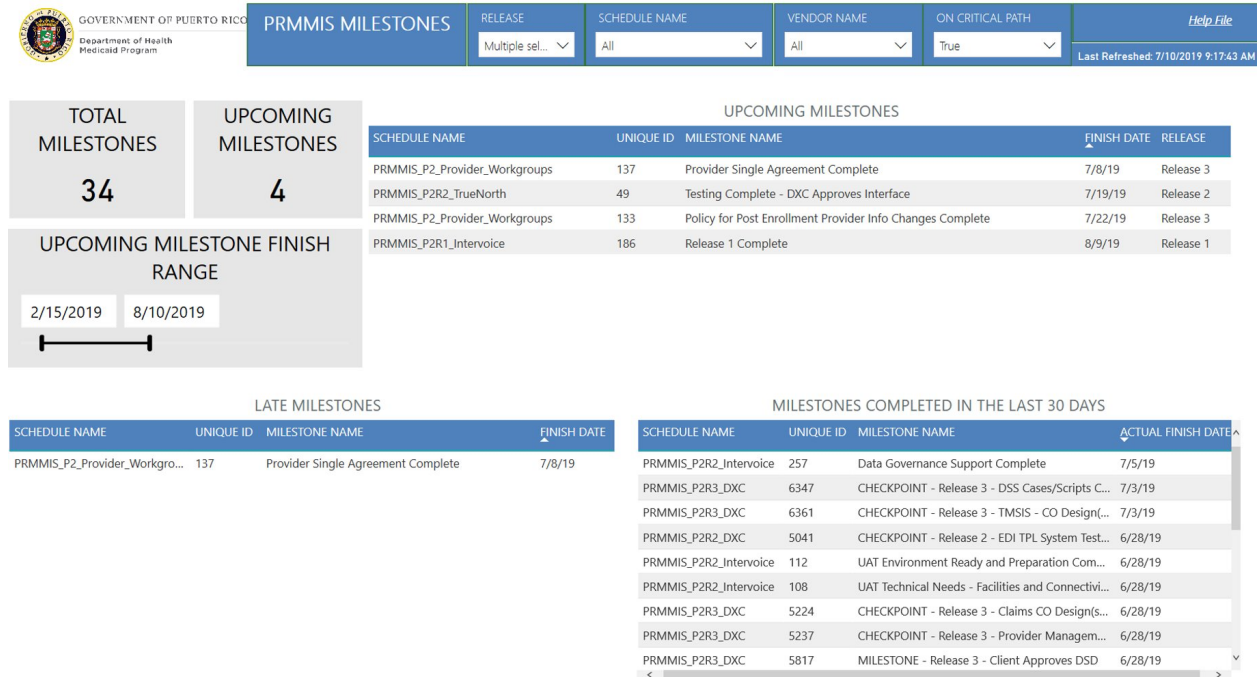 GOVERNMENT OF PUERTO RICO
Department of Health
Medicaid Program
PRMMIS MILESTONES
RELEASE
Multiple sel...
SCHEDULE NAME
All
VENDOR NAME
All
ON CRITICAL PATH
True
Help File
Last Refreshed: 7/10/2019 9:17:43 AM
TOTAL MILESTONES
34
UPCOMING MILESTONES
4
UPCOMING MILESTONE FINISH RANGE
2/15/2019 8/10/2019
UPCOMING MILESTONES
SCHEDULE NAME UNIQUE ID MILESTONE NAME FINISH DATE RELEASE
PRMMIS_P2_Provider_Workgroups 137 Provider Single Agreement Complete 7/8/19 Release 3
PRMMIS_P2R2_TrueNorth 49 Testing Complete - DXC Approves Interface 7/19/19 Release 2
PRMMIS_P2_Provider_Workgroups 133 Policy for Post Enrollment Provider Info Changes Complete 7/22/19 Release 3
PRMMIS_P2R1_Intervoice 186 Release 1 Complete 8/9/19 Release 1
LATE MILESTONES
SCHEDULE NAME UNIQUE ID MILESTONE NAME FINISH DATE
PRMMIS_P2_Provider_Workgro... 137 Provider Single Agreement Complete 7/8/19
MILESTONES COMPLETED IN THE LAST 30 DAYS
SCHEDULE NAME UNIQUE ID MILESTONE NAME ACTUAL FINISH DATE
PRMMIS_P2R2_Intervoice 257 Data Governance Support Complete 7/5/19
PRMMIS_P2R3_DXC 6347 CHECKPOINT - Release 3 - DSS Cases/Scripts C... 7/3/19
PRMMIS_P2R3_DXC 6361 CHECKPOINT - Release 3 - TMSIS - CO Design(... 7/3/19
PRMMIS_P2R2_DXC 5041 CHECKPOINT - Release 2 - EDI TPL System Test... 6/28/19
PRMMIS_P2R2_Intervoice 112 UAT Environment Ready and Preparation Com... 6/28/19
PRMMIS_P2R2_Intervoice 108 UAT Technical Needs - Facilities and Connectivi... 6/28/19
PRMMIS_P2R3_DXC 5224 CHECKPOINT - Release 3 - Claims CO Design(s... 6/28/19
PRMMIS_P2R3_DXC 5237 CHECKPOINT - Release 3 - Provider Managem... 6/28/19
PRMMIS_P2R3_DXC 5817 MILESTONE - Release 3 - Client Approves DSD 6/28/19